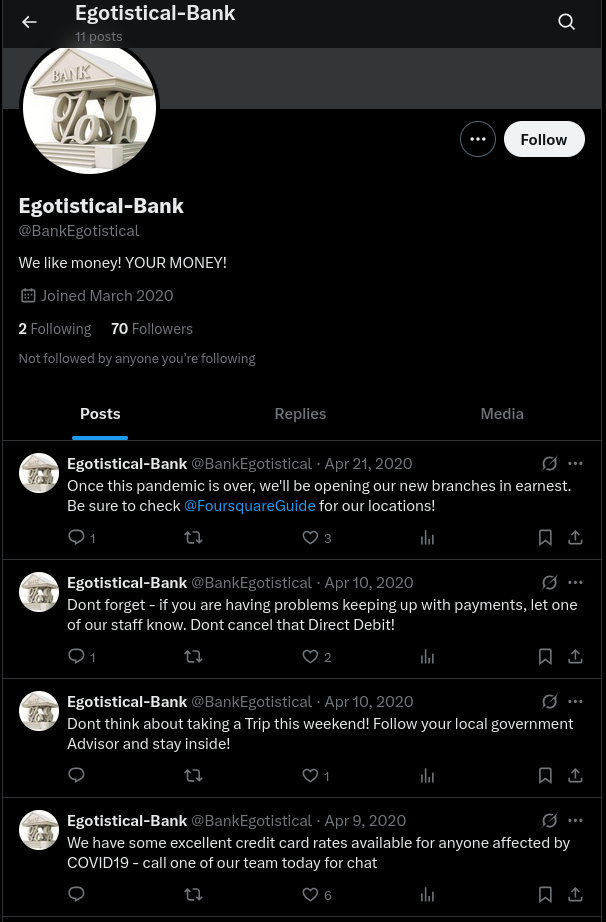 Egotistical-Bank
11 posts
BANK
Follow
Egotistical-Bank
@BankEgotistical
We like money! YOUR MONEY!
Joined March 2020
2 Following 70 Followers
Not followed by anyone you're following
Posts Replies Media
Egotistical-Bank @BankEgotistical · Apr 21, 2020
Once this pandemic is over, we'll be opening our new branches in earnest.
Be sure to check @FoursquareGuide for our locations!
1 3
Egotistical-Bank @BankEgotistical · Apr 10, 2020
Dont forget - if you are having problems keeping up with payments, let one
of our staff know. Dont cancel that Direct Debit!
1 2
Egotistical-Bank @BankEgotistical · Apr 10, 2020
Dont think about taking a Trip this weekend! Follow your local government
Advisor and stay inside!
1
Egotistical-Bank @BankEgotistical · Apr 9, 2020
We have some excellent credit card rates available for anyone affected by
COVID19 - call one of our team today for chat
6